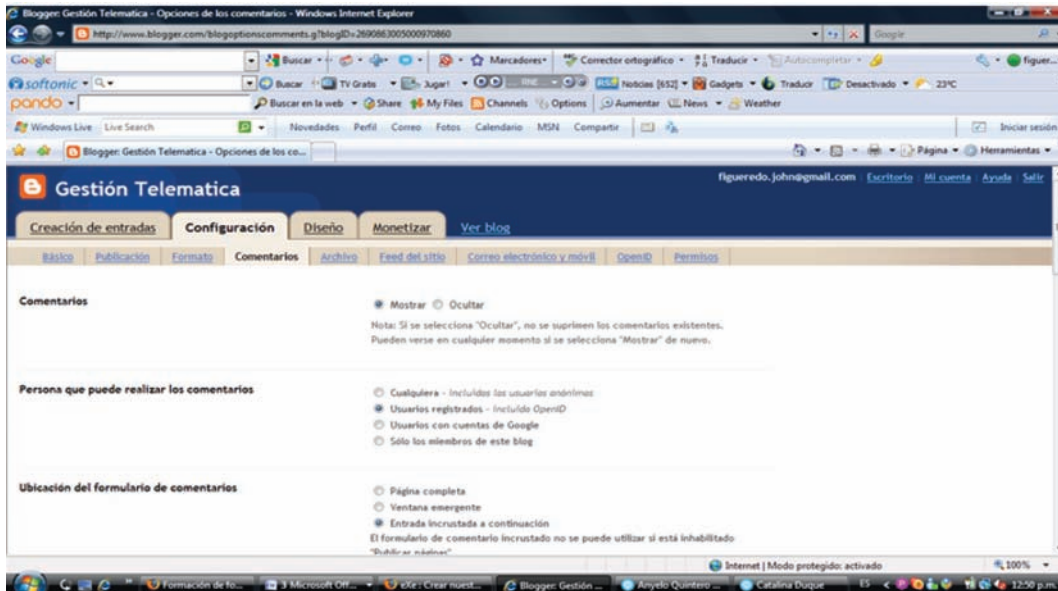 Blogger: Gestión Telematica - Opciones de los comentarios - Windows Internet Explorer
http://www.blogger.com/blogoptionscomments.g?blogID=2690863005000970860 Google
Google Buscar Marcadores Corrector ortográfico Traducir Autocompletar figuer...
softonic Buscar TV Gratis Jugar! Noticias [652] Gadgets Traducir Desactivado 23°C
pando Buscar en la web Share My Files Channels Options Aumentar News Weather
Windows Live Live Search Novedades Perfil Correo Fotos Calendario MSN Compartir Iniciar sesión
Blogger: Gestión Telematica - Opciones de los co... Página Herramientas
Gestión Telematica
figueredo.john@gmail.com Escritorio Mi cuenta Ayuda Salir
Creación de entradas Configuración Diseño Monetizar Ver blog
Básico Publicación Formato Comentarios Archivo Feed del sitio Correo electrónico y móvil OpenID Permisos
Comentarios
Mostrar Ocultar
Nota: Si se selecciona "Ocultar", no se suprimen los comentarios existentes.
Pueden verse en cualquier momento si se selecciona "Mostrar" de nuevo.
Persona que puede realizar los comentarios
Cualquiera - incluidos los usuarios anónimos
Usuarios registrados - incluido OpenID
Usuarios con cuentas de Google
Sólo los miembros de este blog
Ubicación del formulario de comentarios
Página completa
Ventana emergente
Entrada incrustada a continuación
El formulario de comentario incrustado no se puede utilizar si está inhabilitado
"Publicar páginas"
Internet | Modo protegido: activado 100%
Formación de fo... 3 Microsoft Off... eXe : Crear nuest... Blogger: Gestión ... Anyelo Quintero ... Catalina Duque ES 12:50 p.m.